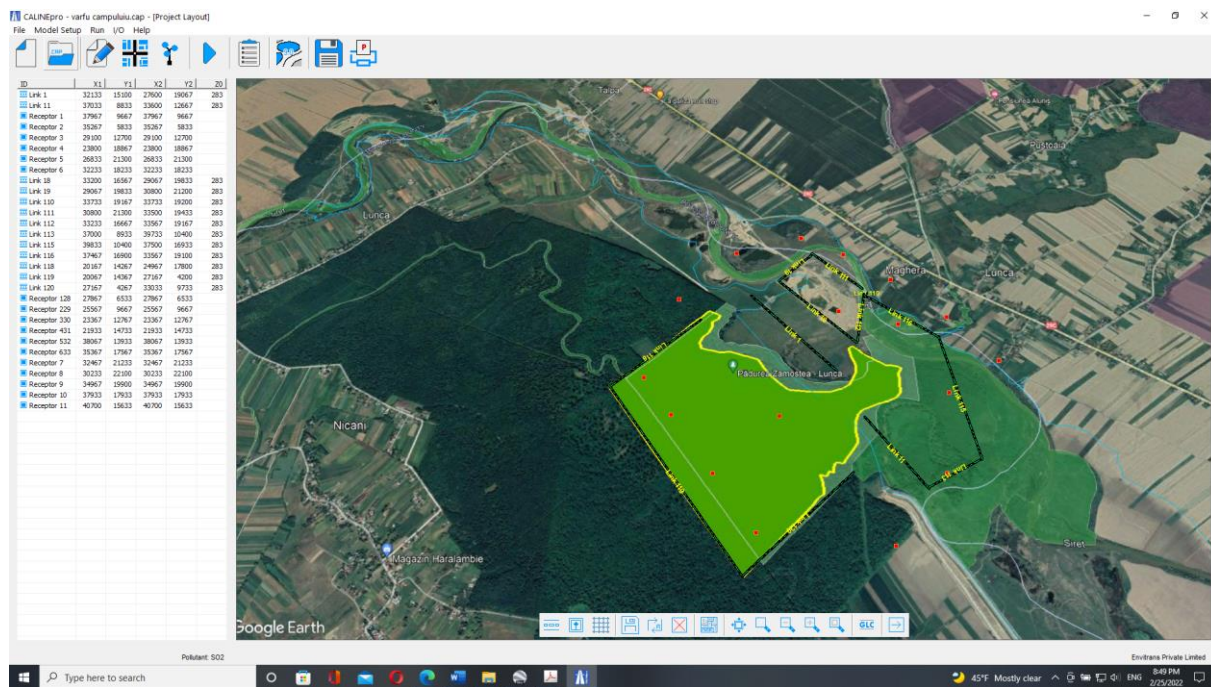 CALINEpro - varfu campului.cap - [Project Layout]
File Model Setup Run I/O Help
ID X1 Y1 X2 Y2 Z0
Link 1 32133 15100 27600 19067 283
Link 11 37033 8833 33600 12667 283
Receptor 1 37967 9667 37967 9667
Receptor 2 35267 5833 35267 5833
Receptor 3 29100 12700 29100 12700
Receptor 4 23800 18867 23800 18867
Receptor 5 26833 21300 26833 21300
Receptor 6 32233 18233 32233 18233
Link 18 33200 16567 29067 19833 283
Link 19 29067 19833 30800 21200 283
Link 110 33733 19167 33733 19200 283
Link 111 30800 21300 33500 19433 283
Link 112 33233 16667 33567 19167 283
Link 113 37000 8933 39733 10400 283
Link 115 39833 10400 37500 16933 283
Link 116 37467 16900 33567 19100 283
Link 118 20167 14267 24967 17800 283
Link 119 20067 14367 27167 4200 283
Link 120 27167 4267 33033 9733 283
Receptor 128 27867 6533 27867 6533
Receptor 229 25567 9667 25567 9667
Receptor 330 23367 12767 23367 12767
Receptor 431 21933 14733 21933 14733
Receptor 532 38067 13933 38067 13933
Receptor 633 35367 17567 35367 17567
Receptor 7 32467 21233 32467 21233
Receptor 8 30233 22100 30233 22100
Receptor 9 34967 19900 34967 19900
Receptor 10 37933 17933 37933 17933
Receptor 11 40700 15633 40700 15633
Talpa
Rustoaia
Lunca
Maghera
Lunca
Link 19
Link 111
Link 18
Link 112
Link 116
Link 1
Link 118
Pădurea Zamostea - Lunca
Link 115
Nicani
Link 11
Link 113
Link 119
Link 120
Siret
Magazin Haralambie
Google Earth
GLC
Pollutant: SO2
Envitrans Private Limited
Type here to search
45°F Mostly clear
ENG
8:49 PM
2/25/2022